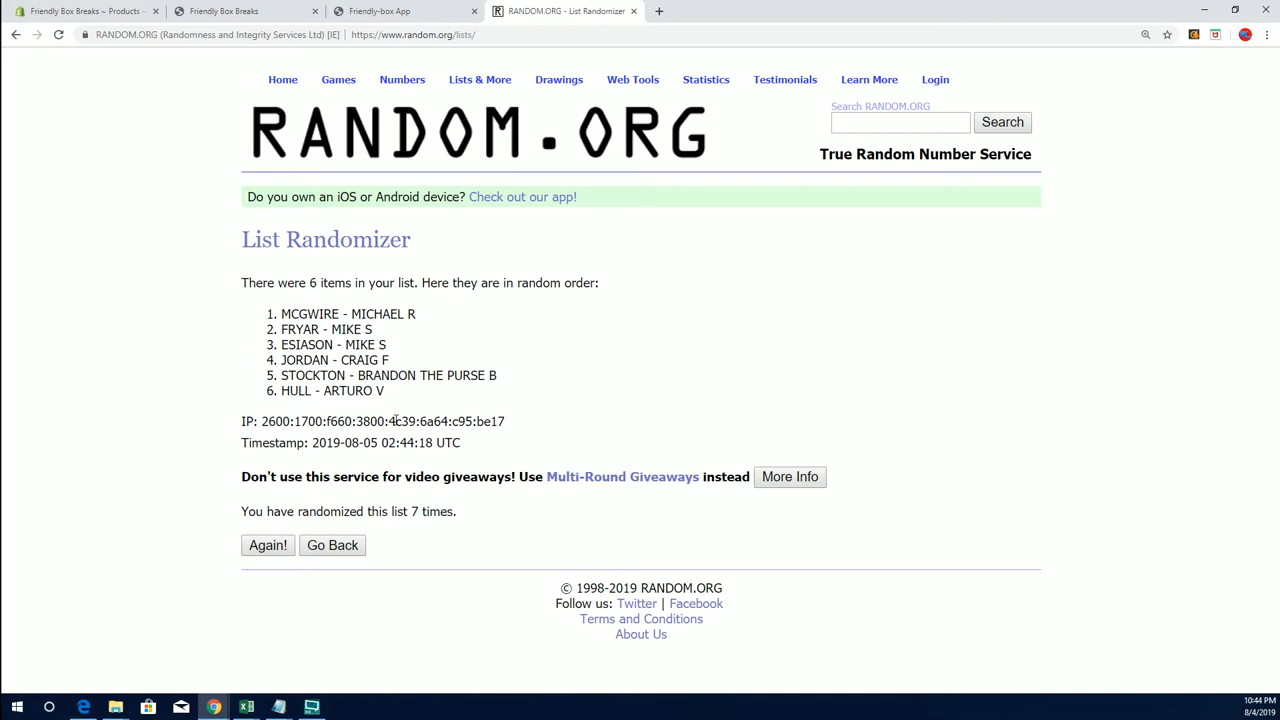 Friendly Box Breaks ~ Products ·
Friendly Box Breaks
Friendly-box App
RANDOM.ORG - List Randomizer
RANDOM.ORG (Randomness and Integrity Services Ltd) [IE] | https://www.random.org/lists/
Home Games Numbers Lists & More Drawings Web Tools Statistics Testimonials Learn More Login
RANDOM.ORG
Search RANDOM.ORG
Search
True Random Number Service
Do you own an iOS or Android device? Check out our app!
List Randomizer
There were 6 items in your list. Here they are in random order:
1. MCGWIRE - MICHAEL R
2. FRYAR - MIKE S
3. ESIASON - MIKE S
4. JORDAN - CRAIG F
5. STOCKTON - BRANDON THE PURSE B
6. HULL - ARTURO V
IP: 2600:1700:f660:3800:4c39:6a64:c95:be17
Timestamp: 2019-08-05 02:44:18 UTC
Don't use this service for video giveaways! Use Multi-Round Giveaways instead More Info
You have randomized this list 7 times.
Again! Go Back
© 1998-2019 RANDOM.ORG
Follow us: Twitter | Facebook
Terms and Conditions
About Us
10:44 PM
8/4/2019